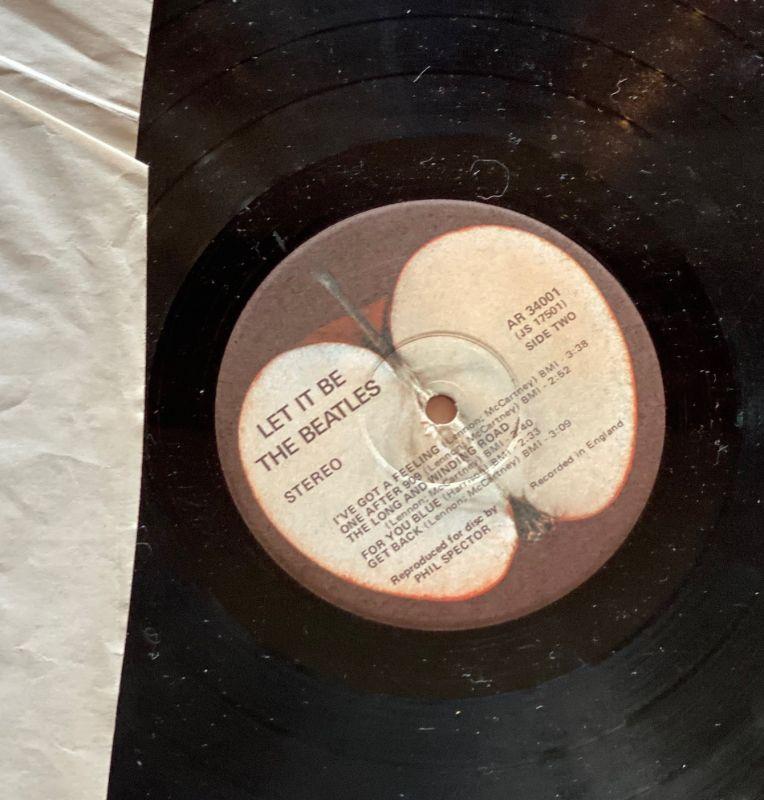 AR 34001
(JS 17501)
SIDE TWO
LET IT BE
THE BEATLES
STEREO
I'VE GOT A FEELING (Lennon; McCartney) BMI - 3:38
ONE AFTER 909 (Lennon; McCartney) BMI - 2:52
THE LONG AND WINDING ROAD
(Lennon; McCartney) BMI - :40
FOR YOU BLUE (Harrison) BMI - 2:33
GET BACK (Lennon; McCartney) BMI - 3:09
Reproduced for disc by
PHIL SPECTOR
Recorded in England